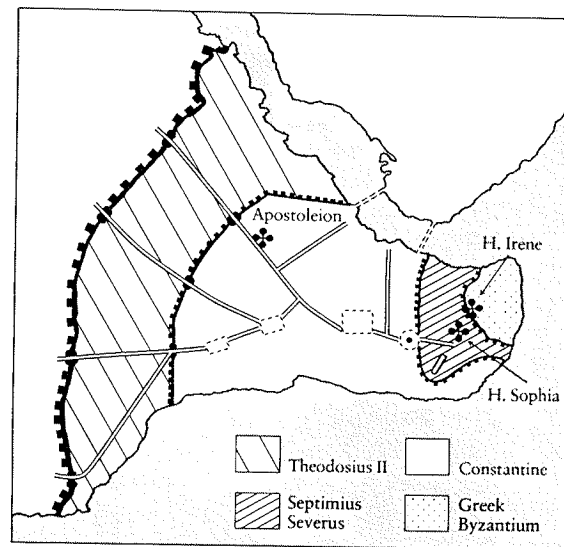 Apostoleion
H. Irene
H. Sophia
Theodosius II
Constantine
Septimius
Severus
Greek
Byzantium